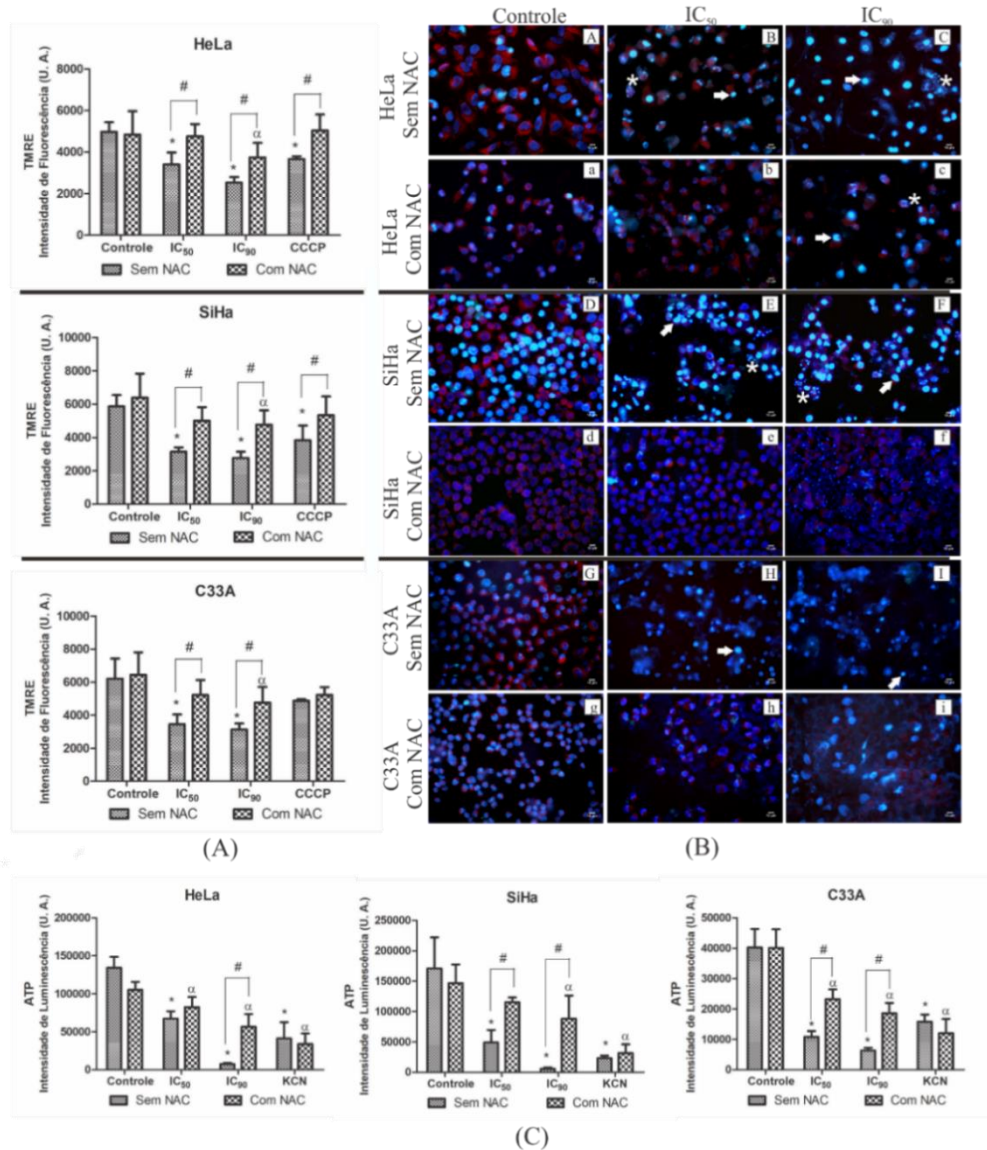 HeLa
TMRE
Intensidade de Fluorescência (U. A.)
8000
6000
4000
2000
0
#
#
#
*
*
α
*
Controle IC50 IC90 CCCP
Sem NAC Com NAC
SiHa
TMRE
Intensidade de Fluorescência (U. A.)
10000
8000
6000
4000
2000
0
#
#
#
*
*
α
*
Controle IC50 IC90 CCCP
Sem NAC Com NAC
C33A
TMRE
Intensidade de Fluorescência (U. A.)
10000
8000
6000
4000
2000
0
#
#
*
*
α
Controle IC50 IC90 CCCP
Sem NAC Com NAC
(A)
Controle IC50 IC90
HeLa
Sem NAC
A B C
* *
HeLa
Com NAC
a b c
*
SiHa
Sem NAC
D E F
* *
SiHa
Com NAC
d e f
C33A
Sem NAC
G H I
C33A
Com NAC
g h i
(B)
HeLa
ATP
Intensidade de Luminescência (U. A.)
200000
150000
100000
50000
0
*
α
#
*
α
*
α
Controle IC50 IC90 KCN
Sem NAC Com NAC
SiHa
ATP
Intensidade de Luminescência (U. A.)
250000
200000
150000
100000
50000
0
#
#
*
*
α
*
α
Controle IC50 IC90 KCN
Sem NAC Com NAC
C33A
ATP
Intensidade de Luminescência (U. A.)
50000
40000
30000
20000
10000
0
#
#
*
α
*
α
*
α
Controle IC50 IC90 KCN
Sem NAC Com NAC
(C)